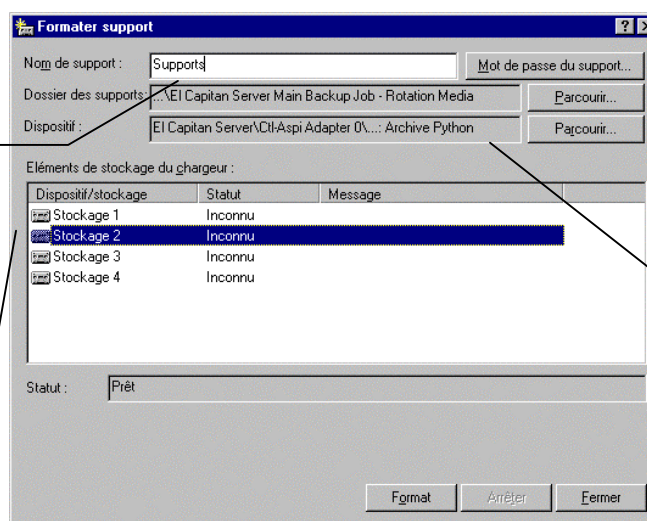 Formater support
Nom de support : Supports Mot de passe du support...
Dossier des supports: ...\El Capitan Server Main Backup Job - Rotation Media Parcourir...
Dispositif : El Capitan Server\Ctl-Aspi Adapter 0\...: Archive Python Parcourir...
Eléments de stockage du chargeur :
Dispositif/stockage Statut Message
Stockage 1 Inconnu
Stockage 2 Inconnu
Stockage 3 Inconnu
Stockage 4 Inconnu
Statut : Prêt
Format Arrêter Fermer